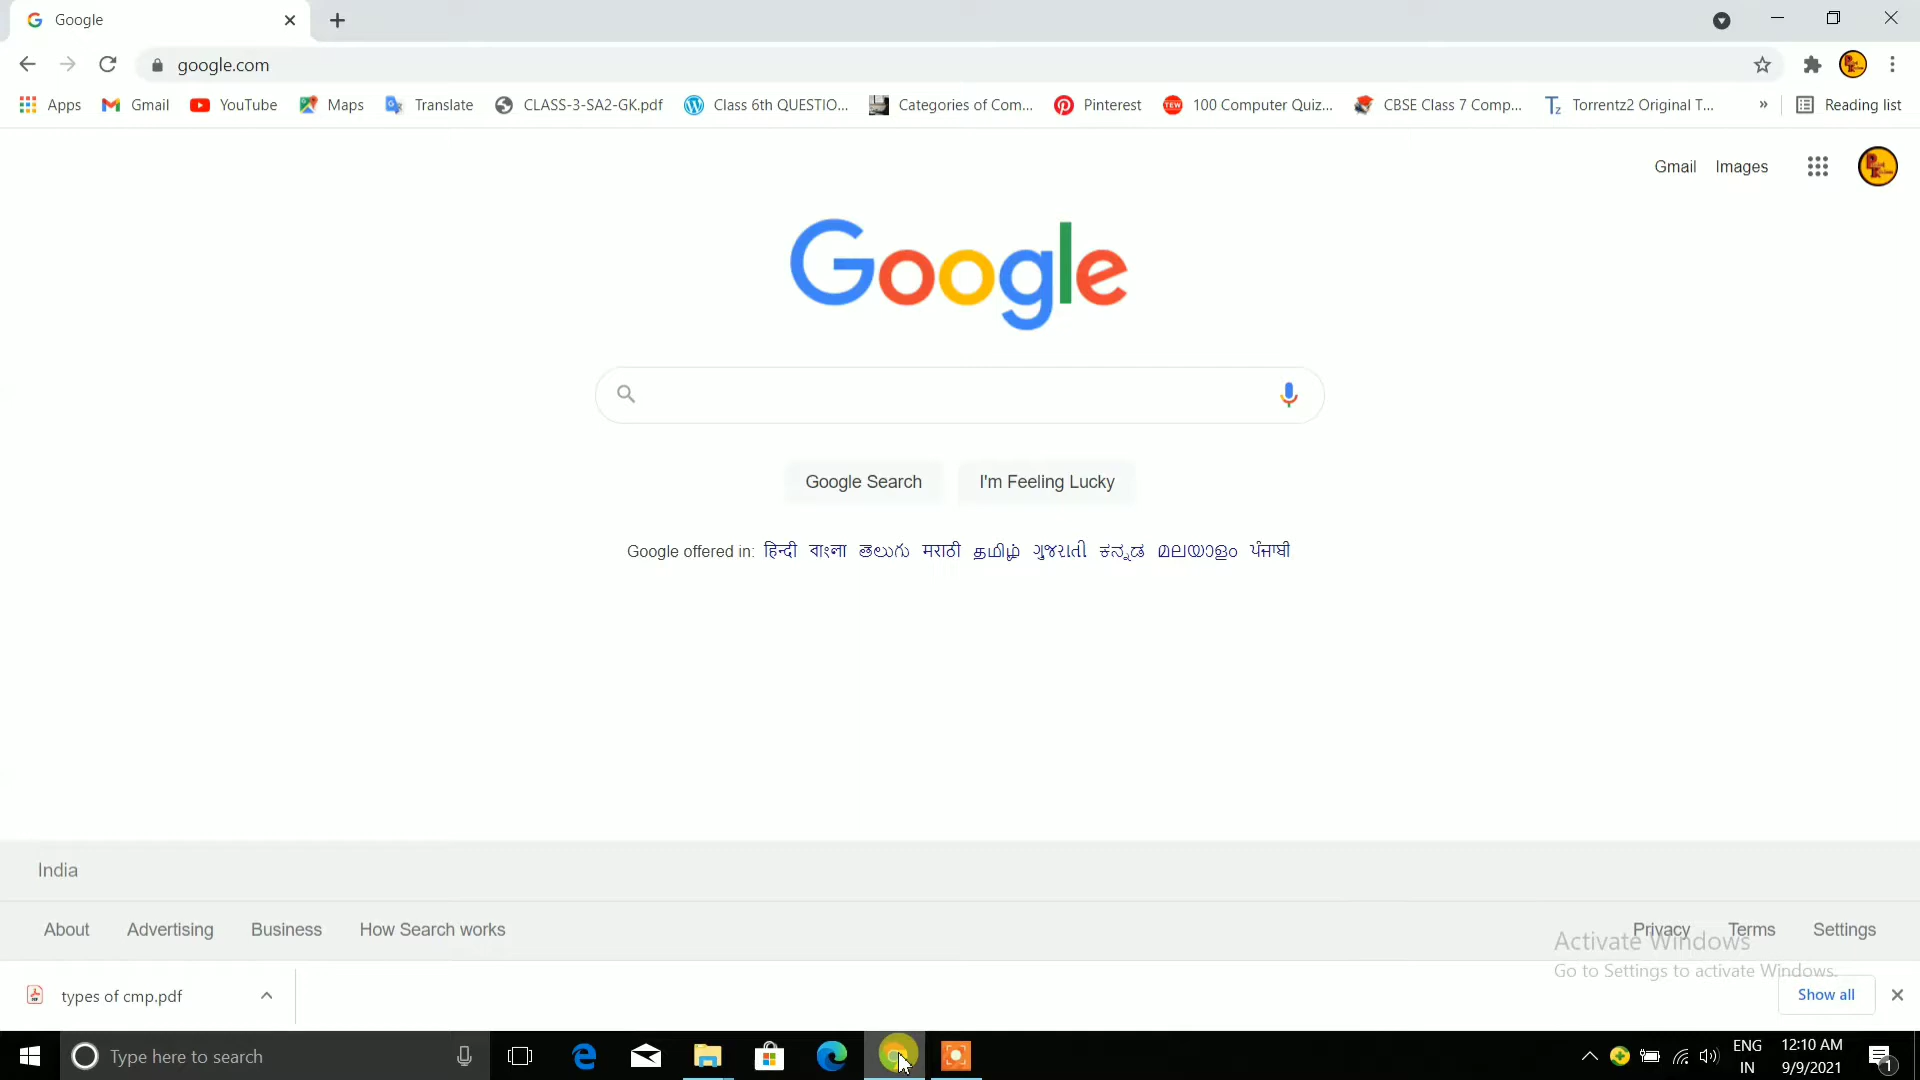 Google
google.com
Apps Gmail YouTube Maps Translate CLASS-3-SA2-GK.pdf Class 6th QUESTIO... Categories of Com... Pinterest 100 Computer Quiz... CBSE Class 7 Comp... Torrentz2 Original T... » Reading list
Gmail Images
Google
Google Search I'm Feeling Lucky
Google offered in: हिन्दी বাংলা తెలుగు मराठी தமிழ் ગુજરાતી ಕನ್ನಡ മലയാളം ਪੰਜਾਬੀ
India
About Advertising Business How Search works Privacy Terms Settings
Activate Windows
Go to Settings to activate Windows.
types of cmp.pdf Show all
Type here to search
ENG 12:10 AM
IN 9/9/2021 1